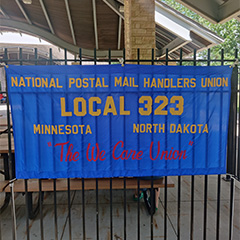 NATIONAL POSTAL MAIL HANDLERS UNION
LOCAL 323
MINNESOTA NORTH DAKOTA
"The We Care Union"